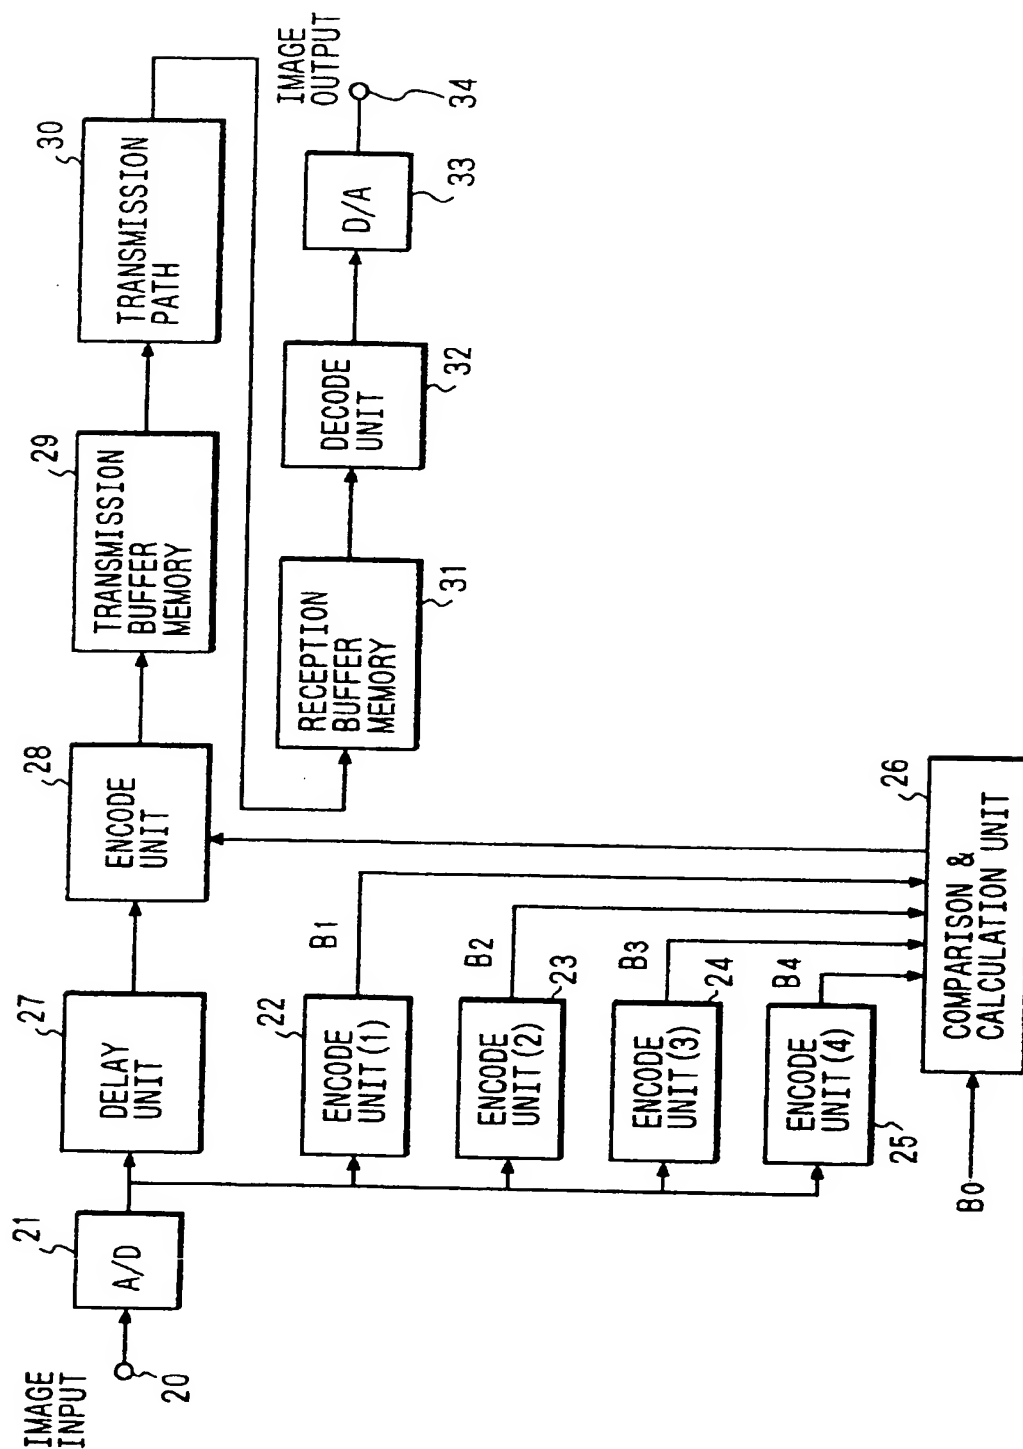 IMAGE
INPUT
20
A/D
21
DELAY
UNIT
27
ENCODE
UNIT
28
TRANSMISSION
BUFFER
MEMORY
29
TRANSMISSION
PATH
30
ENCODE
UNIT(1)
22
B1
ENCODE
UNIT(2)
23
B2
ENCODE
UNIT(3)
24
B3
ENCODE
UNIT(4)
25
B4
B0
COMPARISON &
CALCULATION UNIT
26
RECEPTION
BUFFER
MEMORY
31
DECODE
UNIT
32
D/A
33
IMAGE
OUTPUT
34